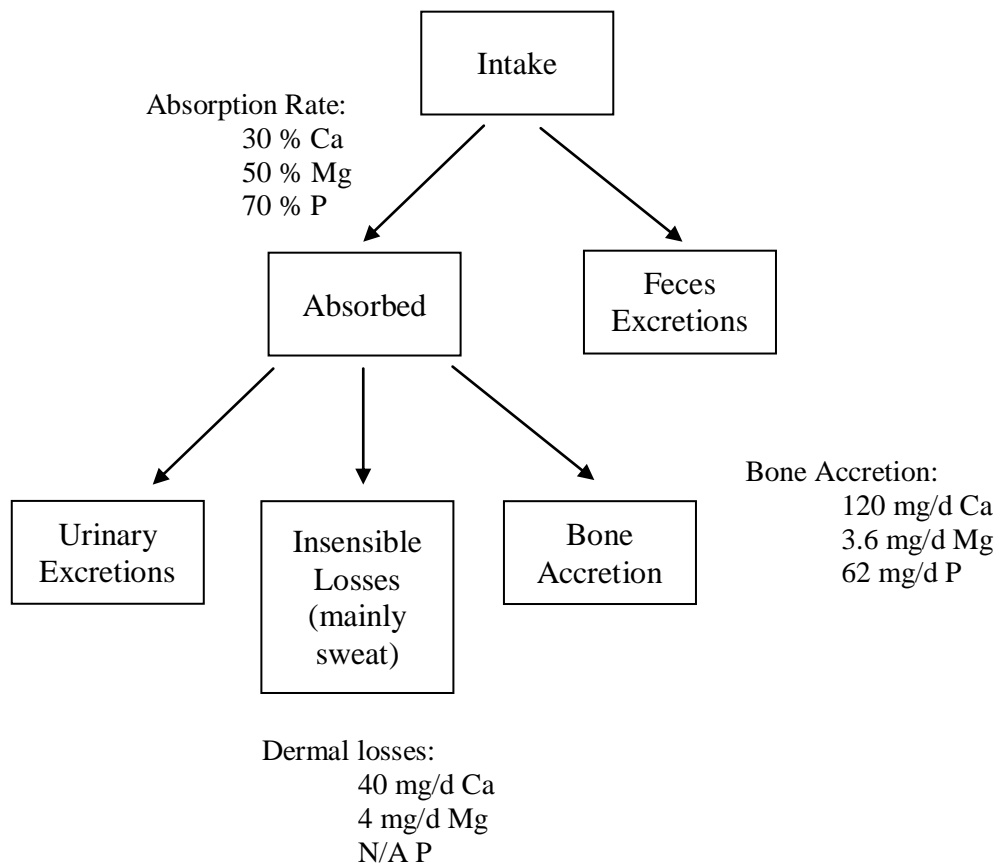 Intake
Absorption Rate:
30 % Ca
50 % Mg
70 % P
Absorbed
Feces
Excretions
Urinary
Excretions
Insensible
Losses
(mainly
sweat)
Bone
Accretion
Bone Accretion:
120 mg/d Ca
3.6 mg/d Mg
62 mg/d P
Dermal losses:
40 mg/d Ca
4 mg/d Mg
N/A P